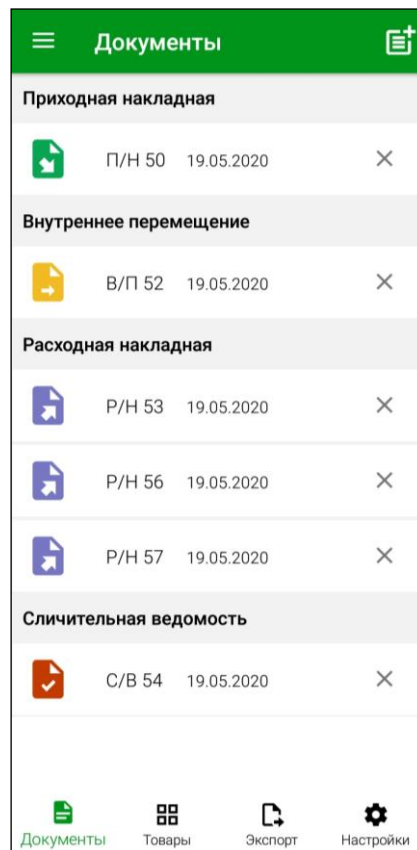 Документы
Приходная накладная
П/Н 50 19.05.2020
Внутреннее перемещение
В/П 52 19.05.2020
Расходная накладная
Р/Н 53 19.05.2020
Р/Н 56 19.05.2020
Р/Н 57 19.05.2020
Сличительная ведомость
С/В 54 19.05.2020
Документы Товары Экспорт Настройки